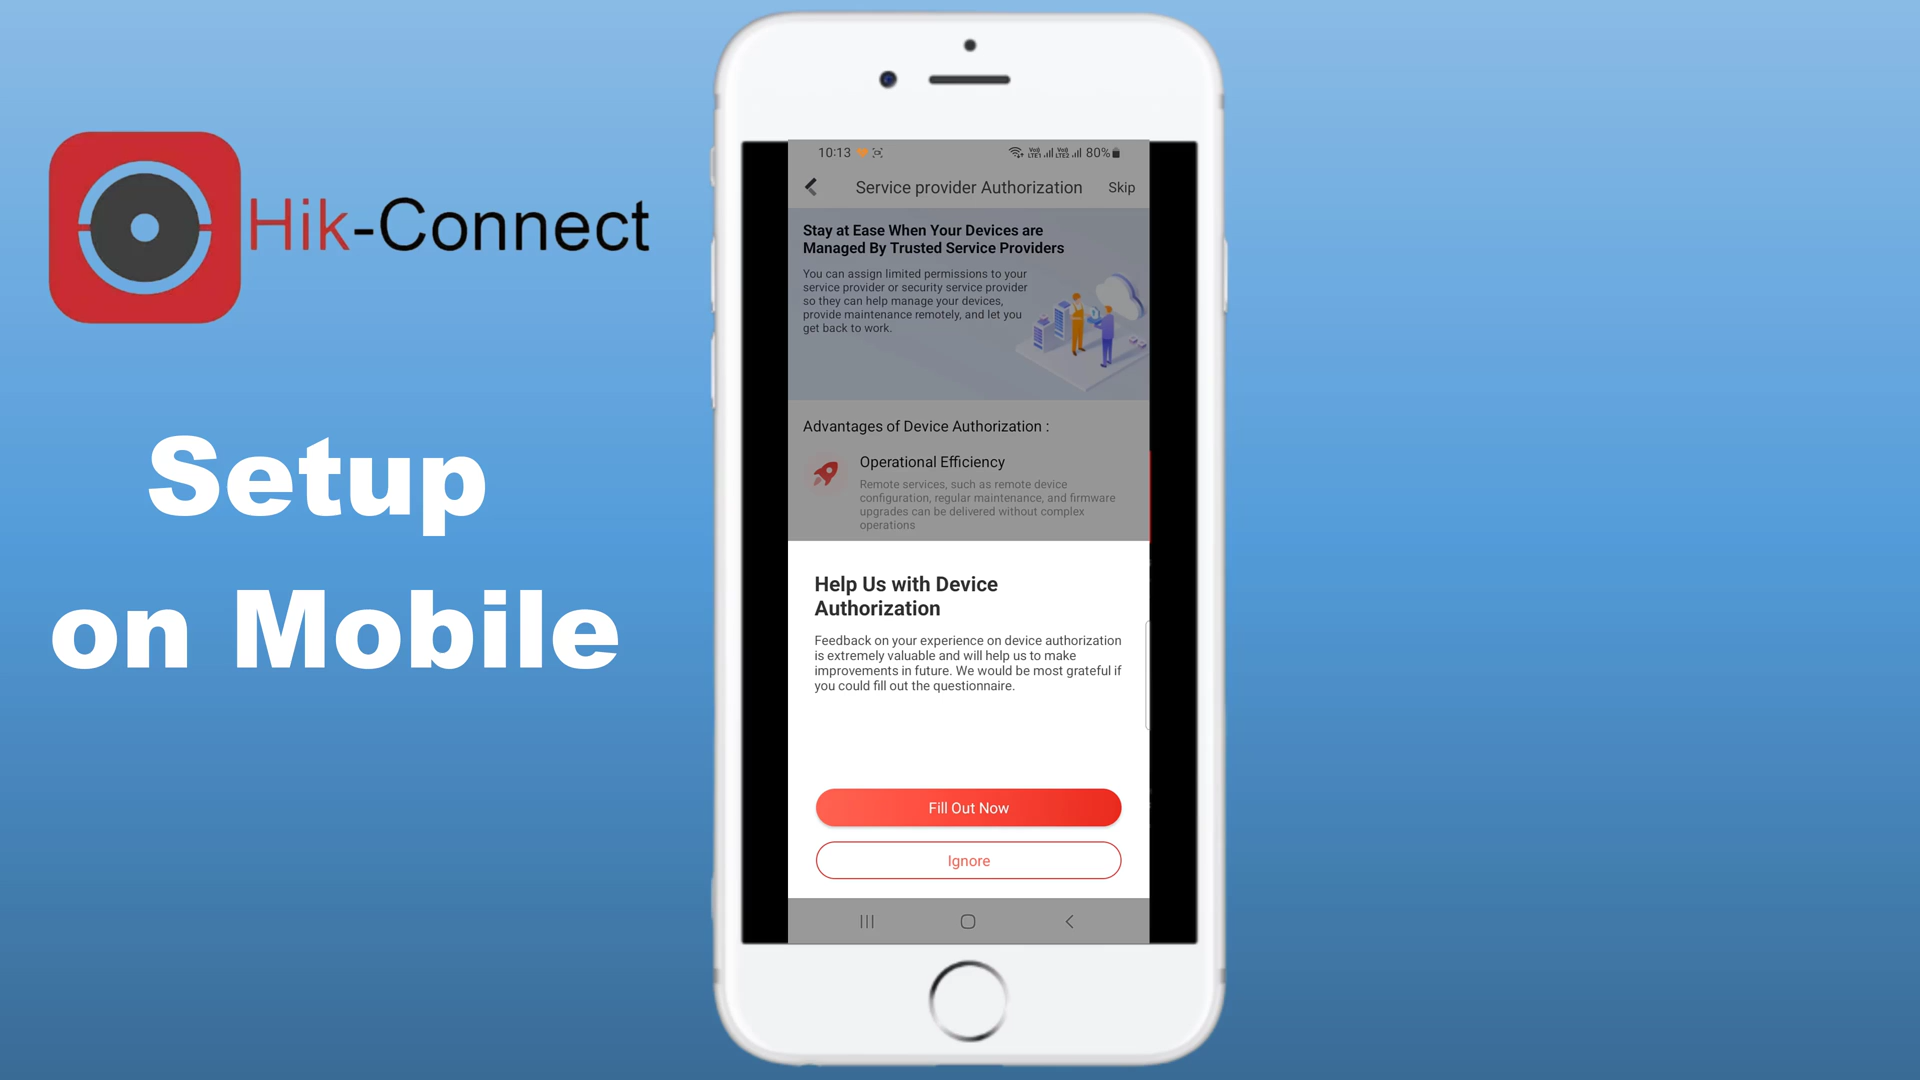 Hik-Connect
Setup
on Mobile
10:13
Vo)) LTE1 Vo)) LTE2 80%
Service provider Authorization
Skip
Stay at Ease When Your Devices are
Managed By Trusted Service Providers
You can assign limited permissions to your
service provider or security service provider
so they can help manage your devices,
provide maintenance remotely, and let you
get back to work.
Advantages of Device Authorization :
Operational Efficiency
Remote services, such as remote device
configuration, regular maintenance, and firmware
upgrades can be delivered without complex
operations
Help Us with Device
Authorization
Feedback on your experience on device authorization
is extremely valuable and will help us to make
improvements in future. We would be most grateful if
you could fill out the questionnaire.
Fill Out Now
Ignore